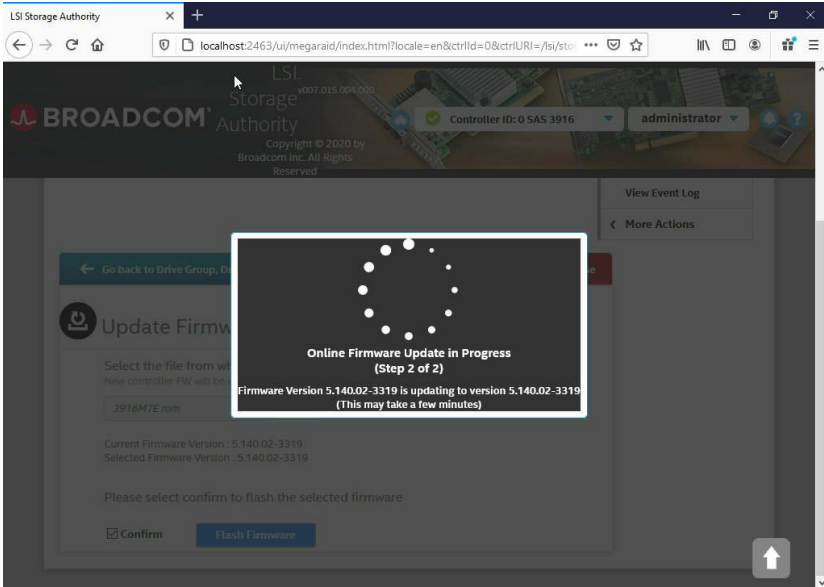 LSI Storage Authority
localhost:2463/ui/megaraid/index.html?locale=en&ctrlId=0&ctrlURI=/lsi/sto
BROADCOM
LSI
Storage
Authority
v007.015.004.000
Copyright © 2020 by
Broadcom Inc. All Rights
Reserved
Controller ID: 0 SAS 3916
administrator
View Event Log
More Actions
Go back to Drive Group, D
e
Update Firmw
Select the file from w
New controller FW will be
3916M7E.rom
Current Firmware Version : 5.140.02-3319
Selected Firmware Version : 5.140.02-3319
Please select confirm to flash the selected firmware
Confirm
Flash Firmware
Online Firmware Update in Progress
(Step 2 of 2)
Firmware Version 5.140.02-3319 is updating to version 5.140.02-3319
(This may take a few minutes)